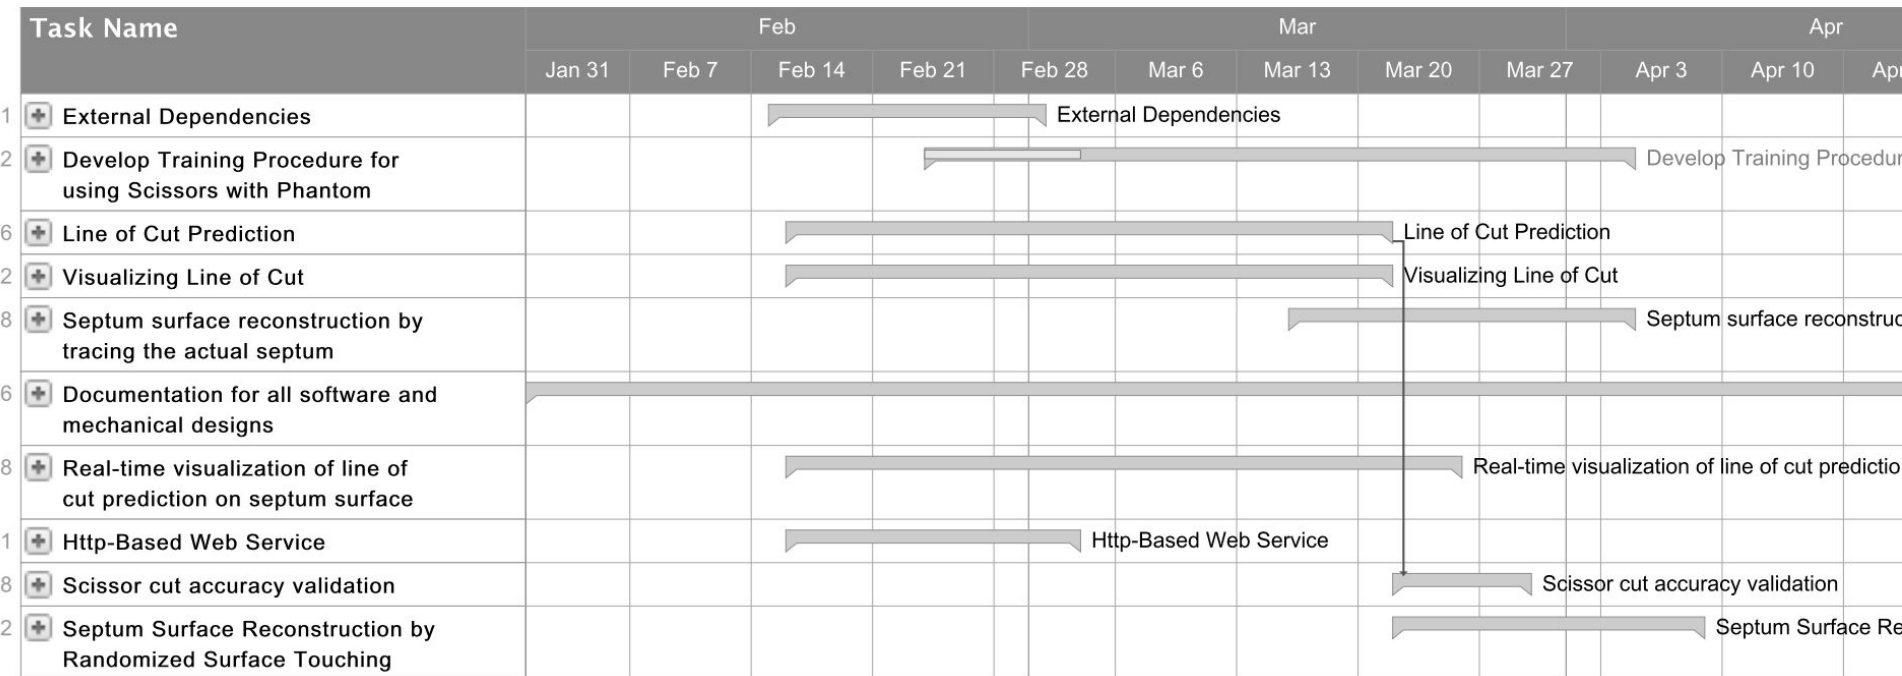 Task Name
Feb Mar Apr
Jan 31 Feb 7 Feb 14 Feb 21 Feb 28 Mar 6 Mar 13 Mar 20 Mar 27 Apr 3 Apr 10 Apr
1 External Dependencies External Dependencies
2 Develop Training Procedure for Develop Training Procedur
using Scissors with Phantom
6 Line of Cut Prediction Line of Cut Prediction
2 Visualizing Line of Cut Visualizing Line of Cut
8 Septum surface reconstruction by Septum surface reconstruc
tracing the actual septum
6 Documentation for all software and
mechanical designs
8 Real-time visualization of line of Real-time visualization of line of cut predictio
cut prediction on septum surface
1 Http-Based Web Service Http-Based Web Service
8 Scissor cut accuracy validation Scissor cut accuracy validation
2 Septum Surface Reconstruction by Septum Surface Re
Randomized Surface Touching